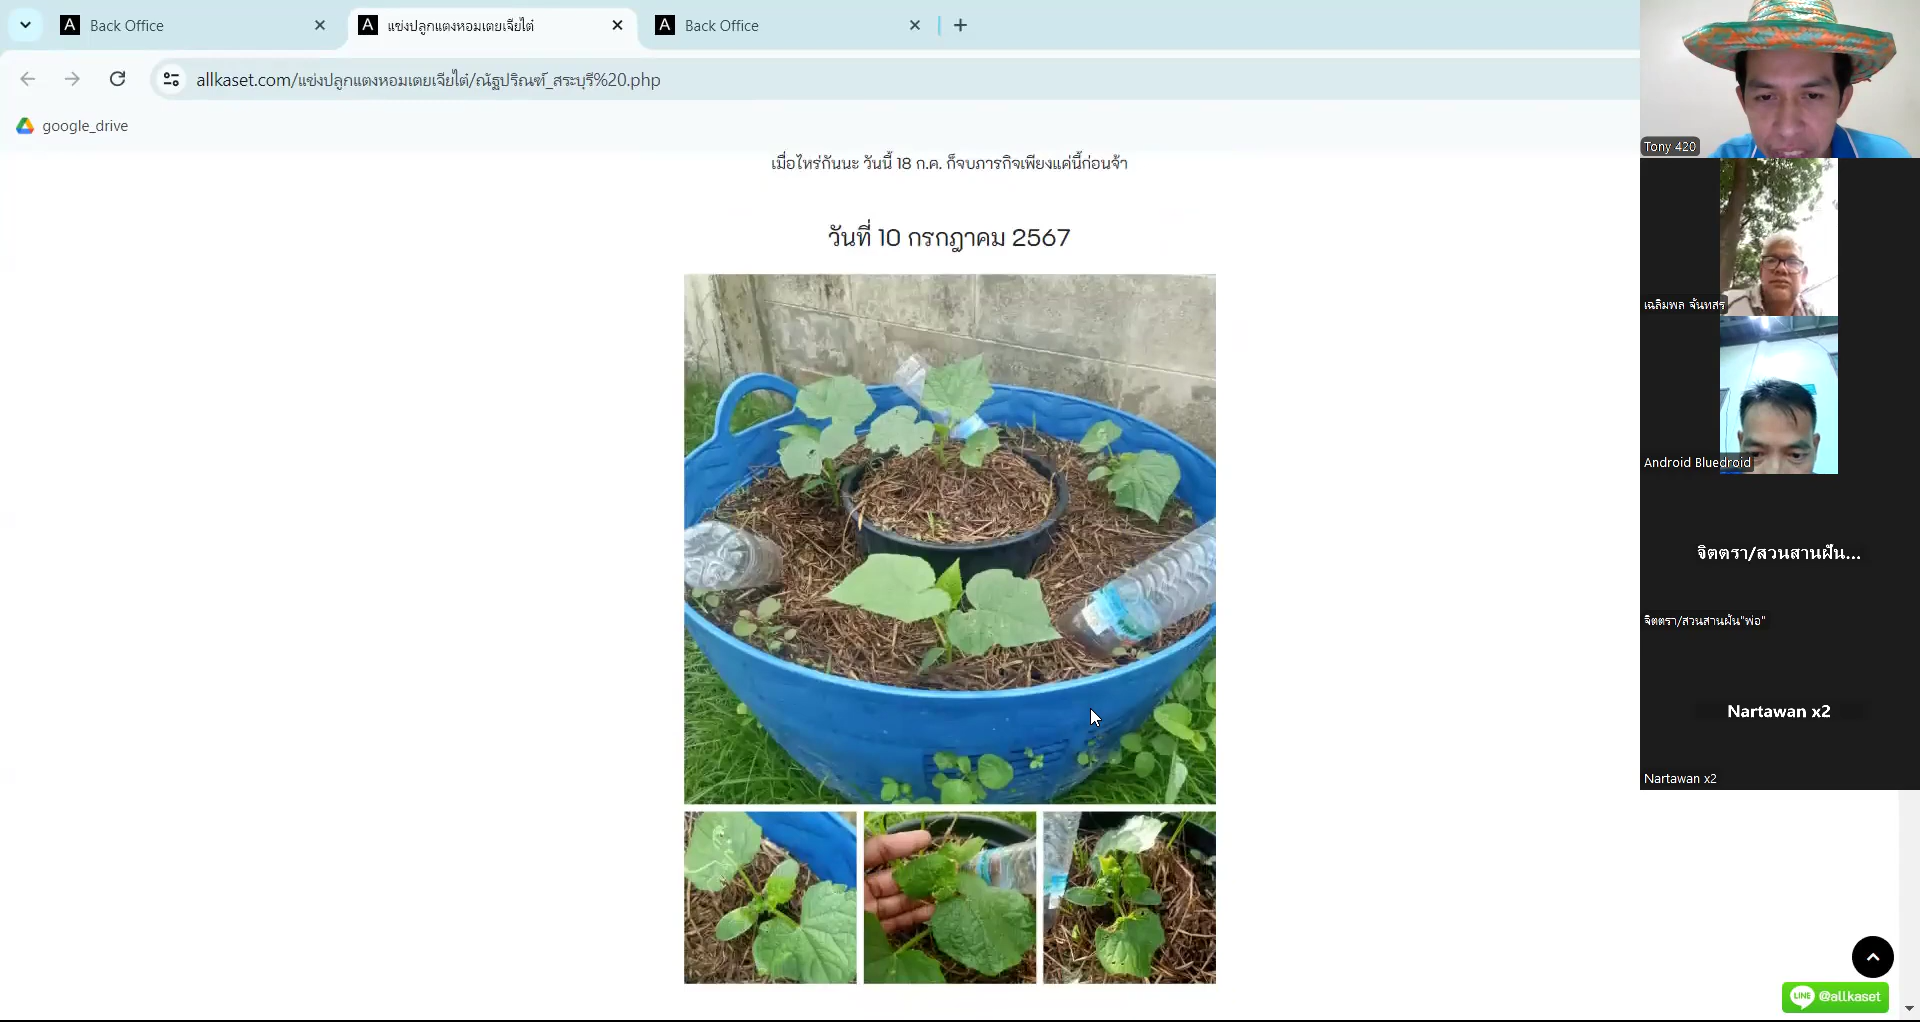 Back Office
แข่งปลูกแตงหอมเตยเจียไต๋
Back Office
allkaset.com/แข่งปลูกแตงหอมเตยเจียไต๋/ณัฐปริณฑ์_สระบุรี%20.php
google_drive
เมื่อไหร่กันนะ วันนี้ 18 ก.ค. ก็จบภารกิจเพียงแค่นี้ก่อนจ้า
วันที่ 10 กรกฎาคม 2567
Tony 420
เฉลิมพล จันทสร
Android Bluedroid
จิตตรา/สวนสานฝัน...
จิตตรา/สวนสานฝัน"พ่อ"
Nartawan x2
Nartawan x2
LINE @allkaset